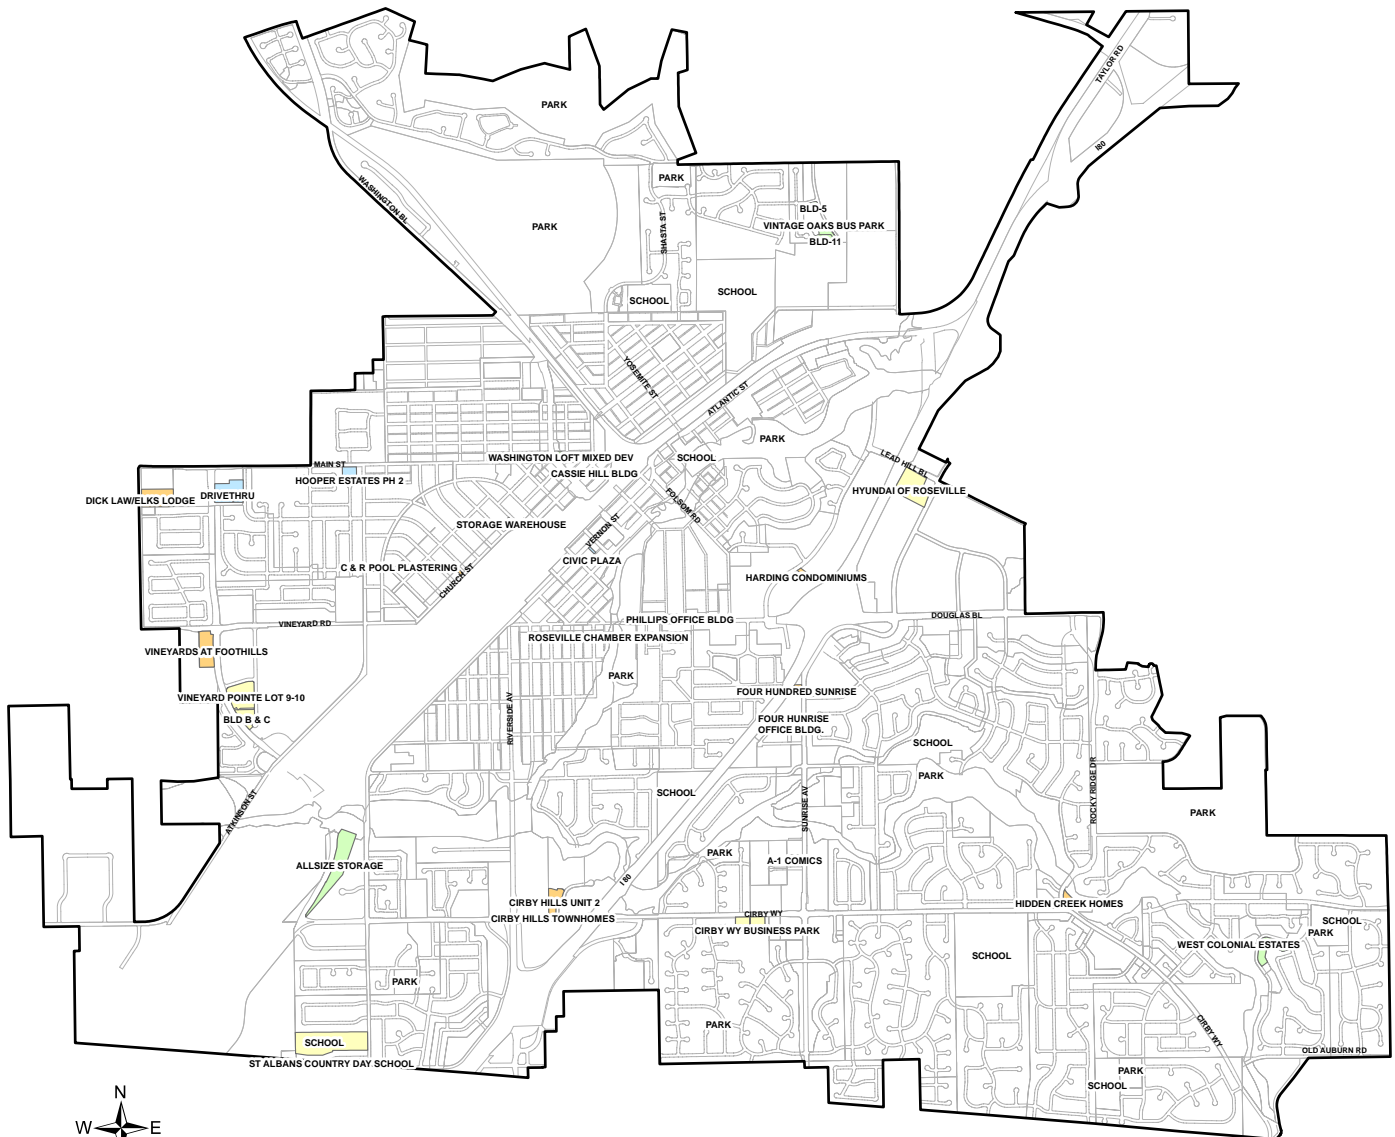 TAYLOR RD
PARK
I80
PARK
WASHINGTON BL
BLD-5
SHASTA ST
PARK
VINTAGE OAKS BUS PARK
BLD-11
SCHOOL
SCHOOL
YOSEMITE ST
ATLANTIC ST
PARK
WASHINGTON LOFT MIXED DEV
SCHOOL
MAIN ST
LEAD HILL BL
CASSIE HILL BLDG
HOOPER ESTATES PH 2
HYUNDAI OF ROSEVILLE
DRIVETHRU
DICK LAWELKS LODGE
FOLSOM RD
STORAGE WAREHOUSE
VERNON ST
CIVIC PLAZA
C & R POOL PLASTERING
HARDING CONDOMINIUMS
CHURCH ST
DOUGLAS BL
PHILLIPS OFFICE BLDG
VINEYARD RD
ROSEVILLE CHAMBER EXPANSION
VINEYARDS AT FOOTHILLS
PARK
FOUR HUNDRED SUNRISE
VINEYARD POINTE LOT 9-10
BLD B & C
RIVERSIDE AV
FOUR HUNRISE
OFFICE BLDG.
SCHOOL
PARK
ROCKY RIDGE DR
SCHOOL
SUNRISE AV
ATKINSON ST
PARK
PARK
A-1 COMICS
ALLSIZE STORAGE
I 80
CIRBY HILLS UNIT 2
HIDDEN CREEK HOMES
CIRBY WY
CIRBY HILLS TOWNHOMES
SCHOOL
CIRBY WY BUSINESS PARK
PARK
WEST COLONIAL ESTATES
SCHOOL
PARK
PARK
CIRBY WY
SCHOOL
OLD AUBURN RD
ST ALBANS COUNTRY DAY SCHOOL
PARK
SCHOOL
N
W E